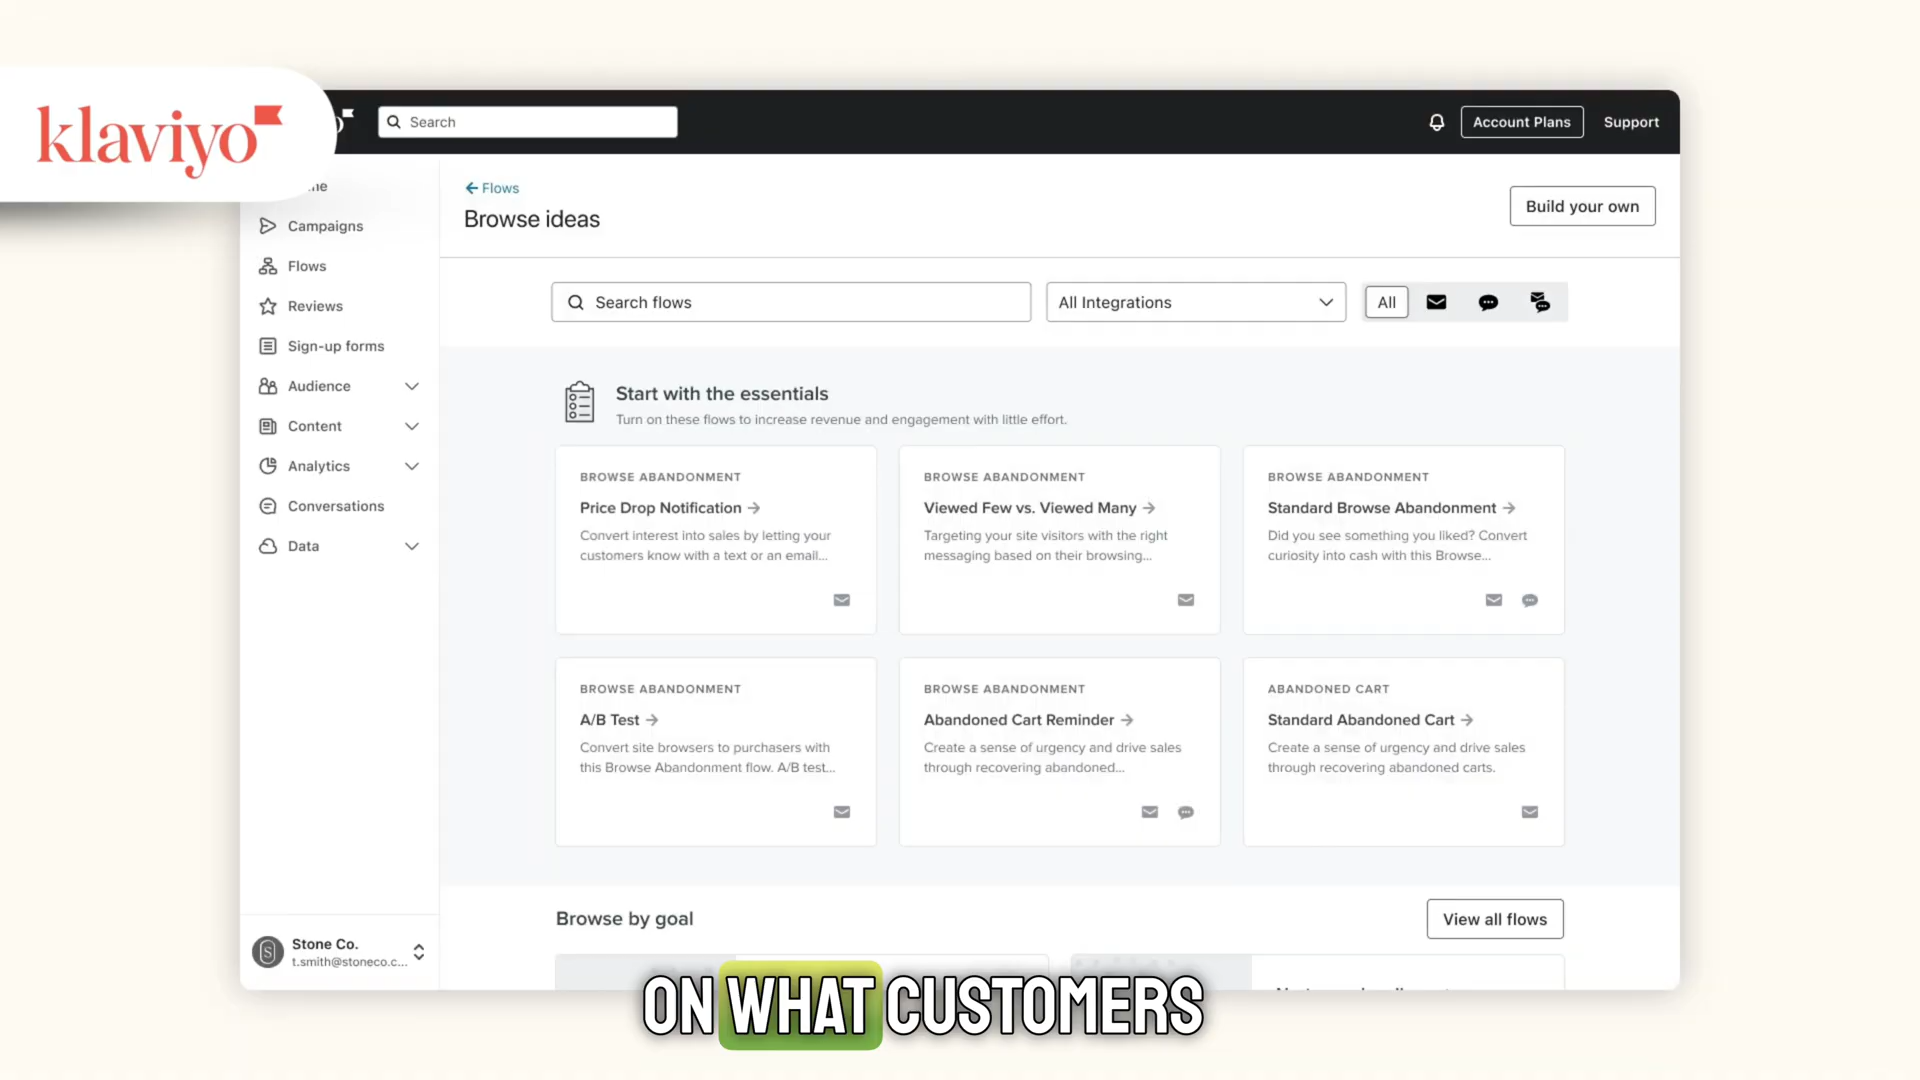 klaviyo
Search
Account Plans
Support
Campaigns
Flows
Reviews
Sign-up forms
Audience
Content
Analytics
Conversations
Data
Stone Co.
t.smith@stoneco.c...
Flows
Browse ideas
Build your own
Search flows
All Integrations
All
Start with the essentials
Turn on these flows to increase revenue and engagement with little effort.
BROWSE ABANDONMENT
Price Drop Notification
Convert interest into sales by letting your
customers know with a text or an email...
BROWSE ABANDONMENT
Viewed Few vs. Viewed Many
Targeting your site visitors with the right
messaging based on their browsing...
BROWSE ABANDONMENT
Standard Browse Abandonment
Did you see something you liked? Convert
curiosity into cash with this Browse...
BROWSE ABANDONMENT
A/B Test
Convert site browsers to purchasers with
this Browse Abandonment flow. A/B test...
BROWSE ABANDONMENT
Abandoned Cart Reminder
Create a sense of urgency and drive sales
through recovering abandoned...
ABANDONED CART
Standard Abandoned Cart
Create a sense of urgency and drive sales
through recovering abandoned carts.
Browse by goal
View all flows
ON WHAT CUSTOMERS